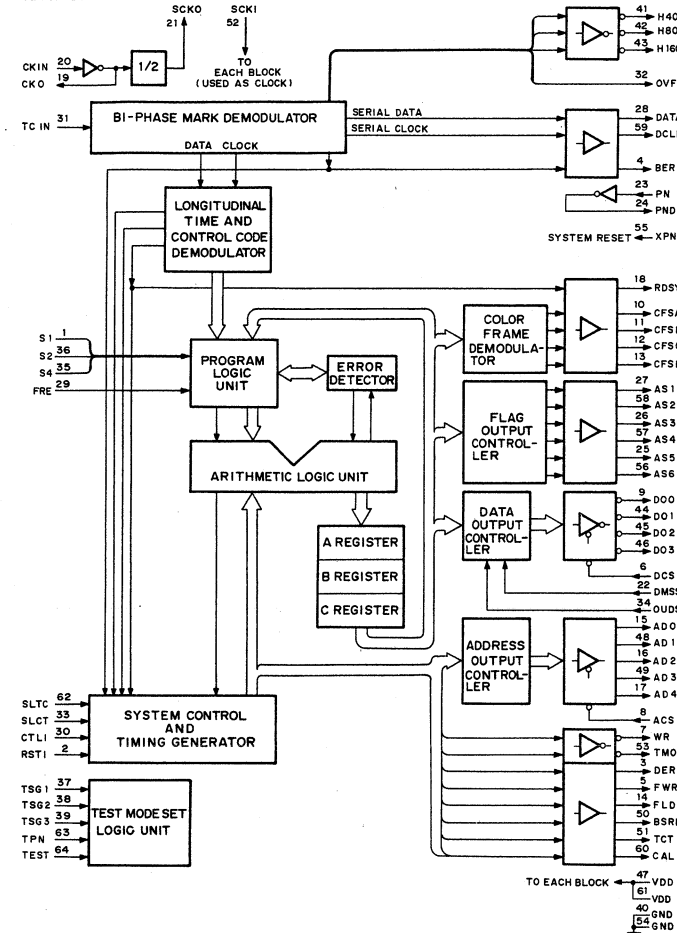 SCKO
21
SCKI
52
CKIN 20
CKO 19
1/2
TO
EACH BLOCK
(USED AS CLOCK)
41 H40
42 H80
43 H160
32 OVF
TC IN 31
BI-PHASE MARK DEMODULATOR
DATA CLOCK
SERIAL DATA
SERIAL CLOCK
28 DATA
59 DCL
4 BER
23 PN
24 PND
SYSTEM RESET 55 XPN
LONGITUDINAL
TIME AND
CONTROL CODE
DEMODULATOR
18 RDSY
10 CFSA
11 CFS
12 CFS
13 CFS
COLOR
FRAME
DEMODULA-
TOR
S1 1
S2 36
S4 35
FRE 29
PROGRAM
LOGIC
UNIT
ERROR
DETECTOR
27 AS1
58 AS2
26 AS3
57 AS4
25 AS5
56 AS6
FLAG
OUTPUT
CONTROL-
LER
ARITHMETIC LOGIC UNIT
9 DO0
44 DO1
45 DO2
46 DO3
6 DCS
22 DMSS
34 OUDS
DATA
OUTPUT
CONTROL-
LER
A REGISTER
B REGISTER
C REGISTER
15 AD0
48 AD1
16 AD2
49 AD3
17 AD4
8 ACS
ADDRESS
OUTPUT
CONTROL-
LER
SLTC 62
SLCT 33
CTLI 30
RSTI 2
SYSTEM CONTROL
AND
TIMING GENERATOR
7 WR
53 TMO
3 DER
5 FWR
14 FLD
50 BSR
51 TCT
60 CAL
TSG1 37
TSG2 38
TSG3 39
TPN 63
TEST 64
TEST MODE SET
LOGIC UNIT
TO EACH BLOCK 47 VDD
61 VDD
40 GND
54 GND